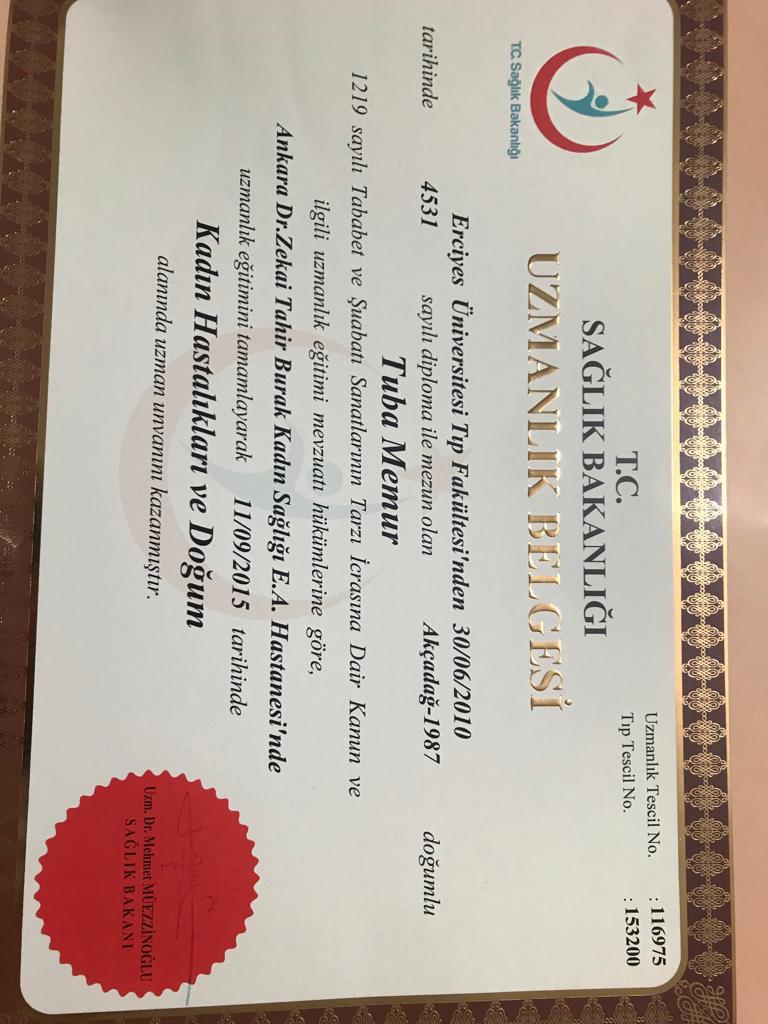 T.C. Sağlık Bakanlığı
T.C.
SAĞLIK BAKANLIĞI
UZMANLIK BELGESİ
Uzmanlık Tescil No. : 116975
Tıp Tescil No. : 153200
Erciyes Üniversitesi Tıp Fakültesi'nden 30/06/2010
tarihinde 4531 sayılı diploma ile mezun olan Akçadağ-1987 doğumlu
Tuba Memur
1219 sayılı Tababet ve Şuabatı Sanatlarının Tarzı İcrasına Dair Kanun ve
ilgili uzmanlık eğitimi mevzuatı hükümlerine göre,
Ankara Dr.Zekai Tahir Burak Kadın Sağlığı E.A. Hastanesi'nde
uzmanlık eğitimini tamamlayarak 11/09/2015 tarihinde
Kadın Hastalıkları ve Doğum
alanında uzman unvanını kazanmıştır.
Uzm. Dr. Mehmet MÜEZZİNOĞLU
SAĞLIK BAKANI